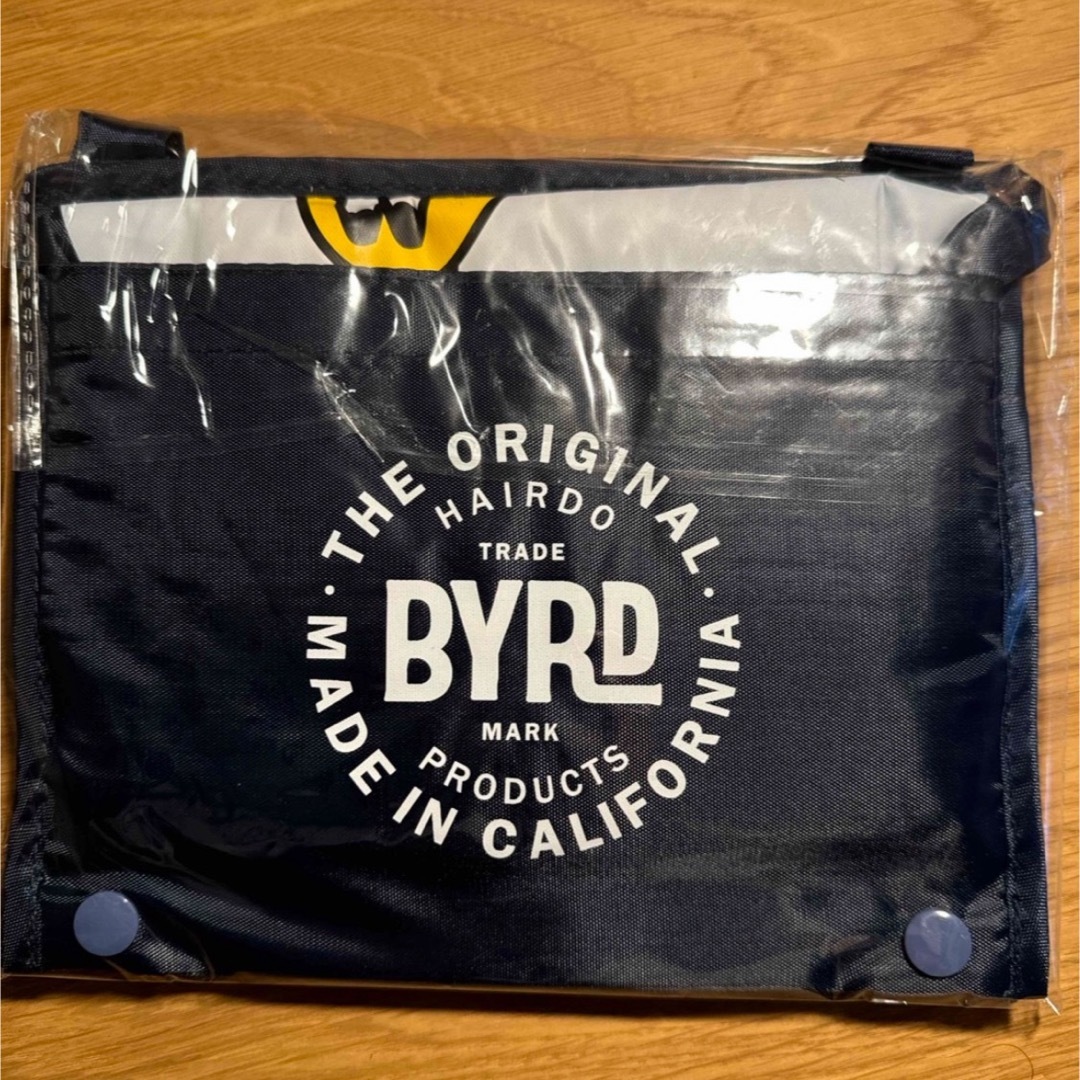 THE ORIGINAL
HAIRDO
TRADE
BYRD
MARK
PRODUCTS
MADE IN CALIFORNIA